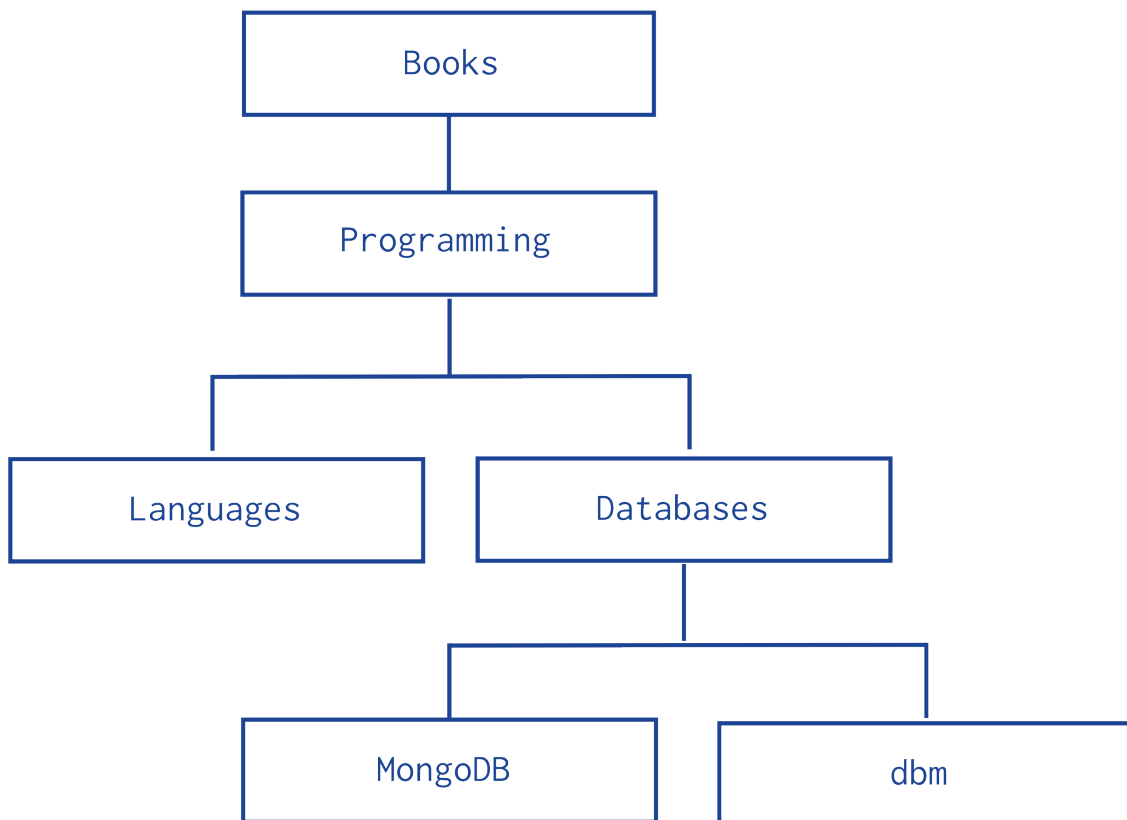 Books
Programming
Languages
Databases
MongoDB
dbm